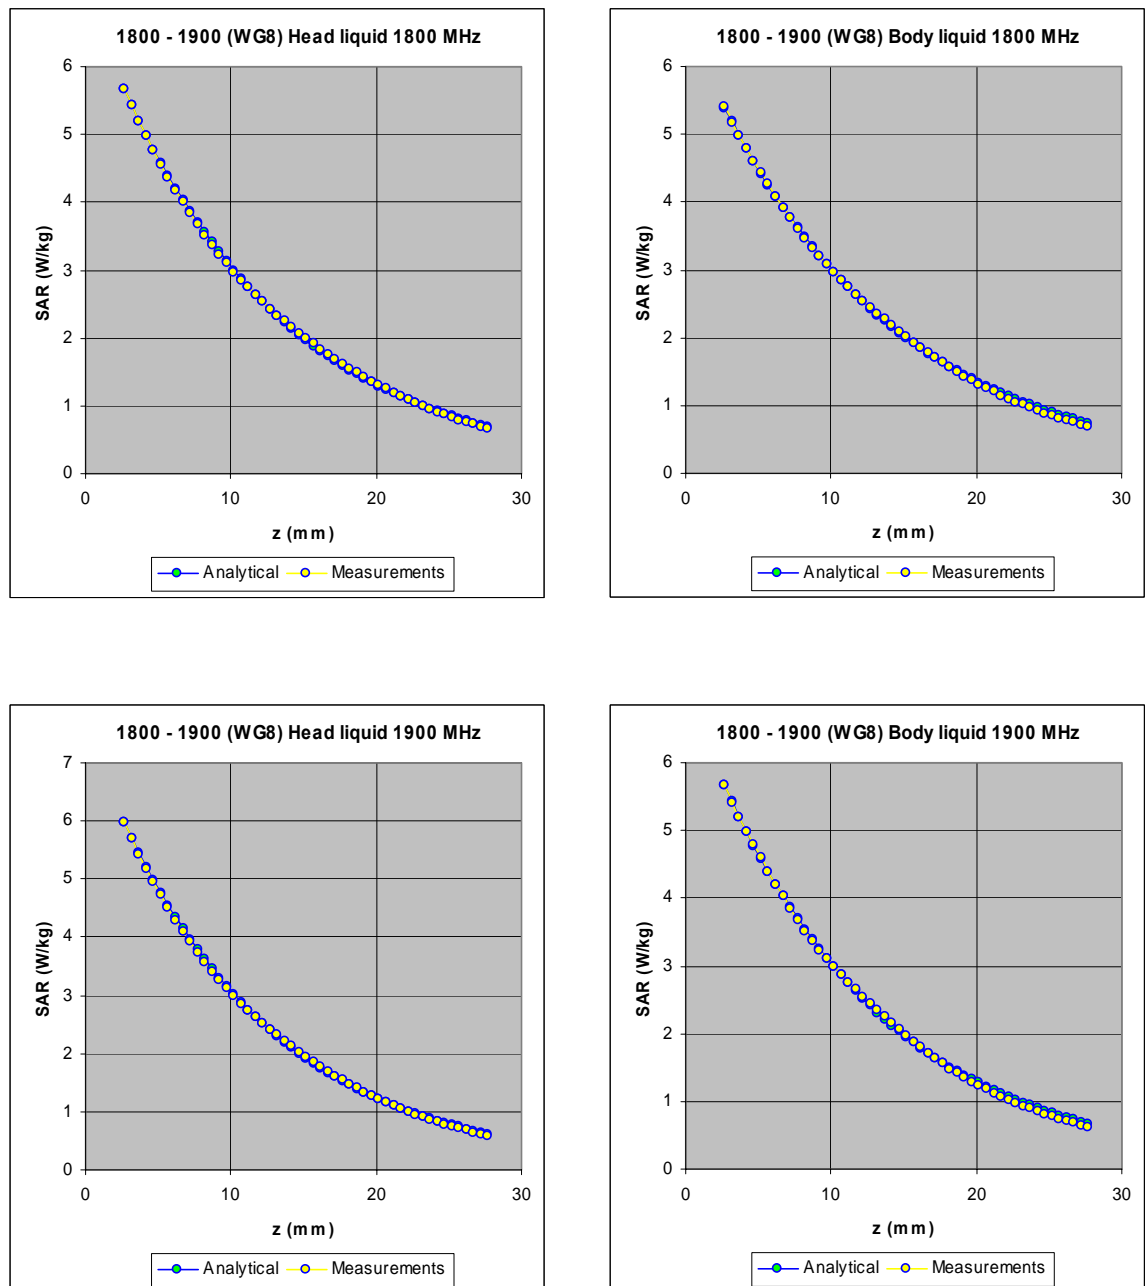 1800 - 1900 (WG8) Head liquid 1800 MHz
6
5
4
3
2
1
0
SAR (W/kg)
0 10 20 30
z (mm)
Analytical Measurements
1800 - 1900 (WG8) Body liquid 1800 MHz
6
5
4
3
2
1
0
SAR (W/kg)
0 10 20 30
z (mm)
Analytical Measurements
1800 - 1900 (WG8) Head liquid 1900 MHz
7
6
5
4
3
2
1
0
SAR (W/kg)
0 10 20 30
z (mm)
Analytical Measurements
1800 - 1900 (WG8) Body liquid 1900 MHz
6
5
4
3
2
1
0
SAR (W/kg)
0 10 20 30
z (mm)
Analytical Measurements